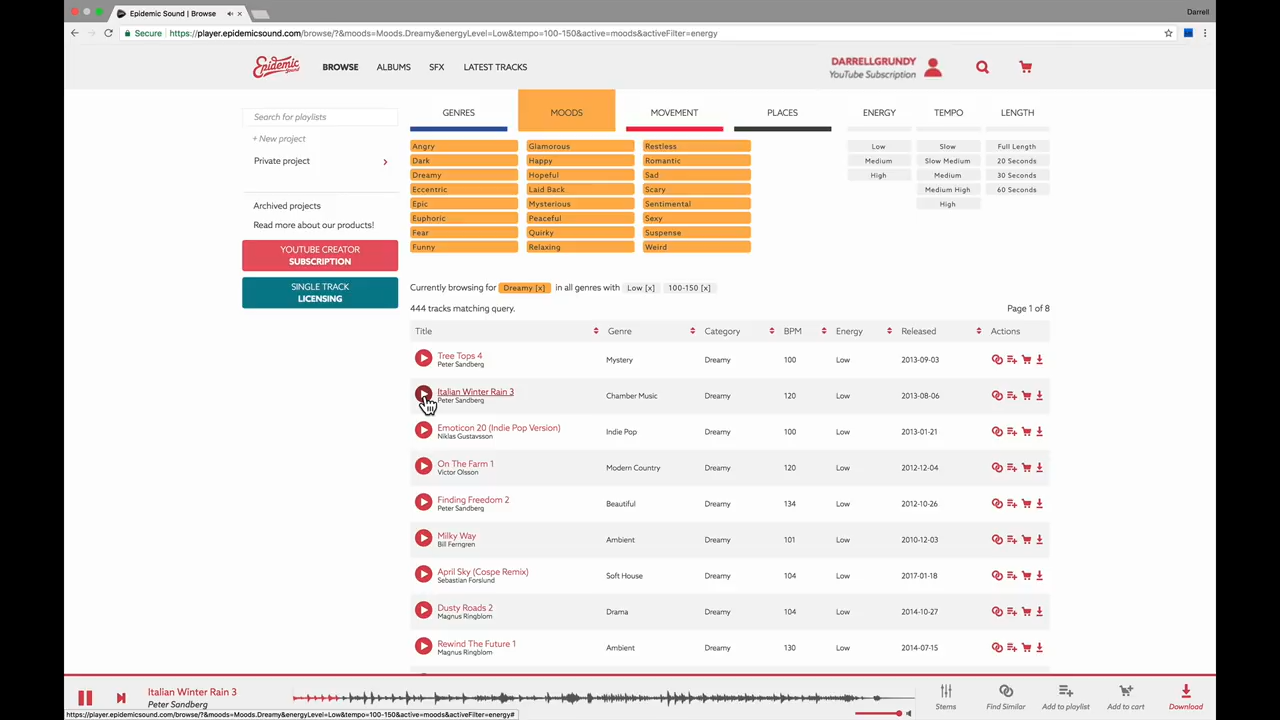 Epidemic Sound | Browse
Darrell
Secure https://player.epidemicsound.com/browse/?&moods=Moods.Dreamy&energyLevel=Low&tempo=100-150&active=moods&activeFilter=energy
Epidemic Sound BROWSE ALBUMS SFX LATEST TRACKS DARRELLGRUNDY
YouTube Subscription
Search for playlists
+ New project
Private project
Archived projects
Read more about our products!
YOUTUBE CREATOR
SUBSCRIPTION
SINGLE TRACK
LICENSING
GENRES MOODS MOVEMENT PLACES ENERGY TEMPO LENGTH
Angry Glamorous Restless Low Slow Full Length
Dark Happy Romantic Medium Slow Medium 20 Seconds
Dreamy Hopeful Sad High Medium 30 Seconds
Eccentric Laid Back Scary Medium High 60 Seconds
Epic Mysterious Sentimental High
Euphoric Peaceful Sexy
Fear Quirky Suspense
Funny Relaxing Weird
Currently browsing for Dreamy [x] in all genres with Low [x] 100-150 [x]
444 tracks matching query. Page 1 of 8
Title Genre Category BPM Energy Released Actions
Tree Tops 4
Peter Sandberg Mystery Dreamy 100 Low 2013-09-03
Italian Winter Rain 3
Peter Sandberg Chamber Music Dreamy 120 Low 2013-08-06
Emoticon 20 (Indie Pop Version)
Niklas Gustavsson Indie Pop Dreamy 100 Low 2013-01-21
On The Farm 1
Victor Olsson Modern Country Dreamy 120 Low 2012-12-04
Finding Freedom 2
Peter Sandberg Beautiful Dreamy 134 Low 2012-10-26
Milky Way
Bill Ferngren Ambient Dreamy 101 Low 2010-12-03
April Sky (Cospe Remix)
Sebastian Forslund Soft House Dreamy 104 Low 2017-01-18
Dusty Roads 2
Magnus Ringblom Drama Dreamy 104 Low 2014-10-27
Rewind The Future 1
Magnus Ringblom Ambient Dreamy 130 Low 2014-07-15
Italian Winter Rain 3
Peter Sandberg
Stems Find Similar Add to playlist Add to cart Download
https://player.epidemicsound.com/browse/?&moods=Moods.Dreamy&energyLevel=Low&tempo=100-150&active=moods&activeFilter=energy#